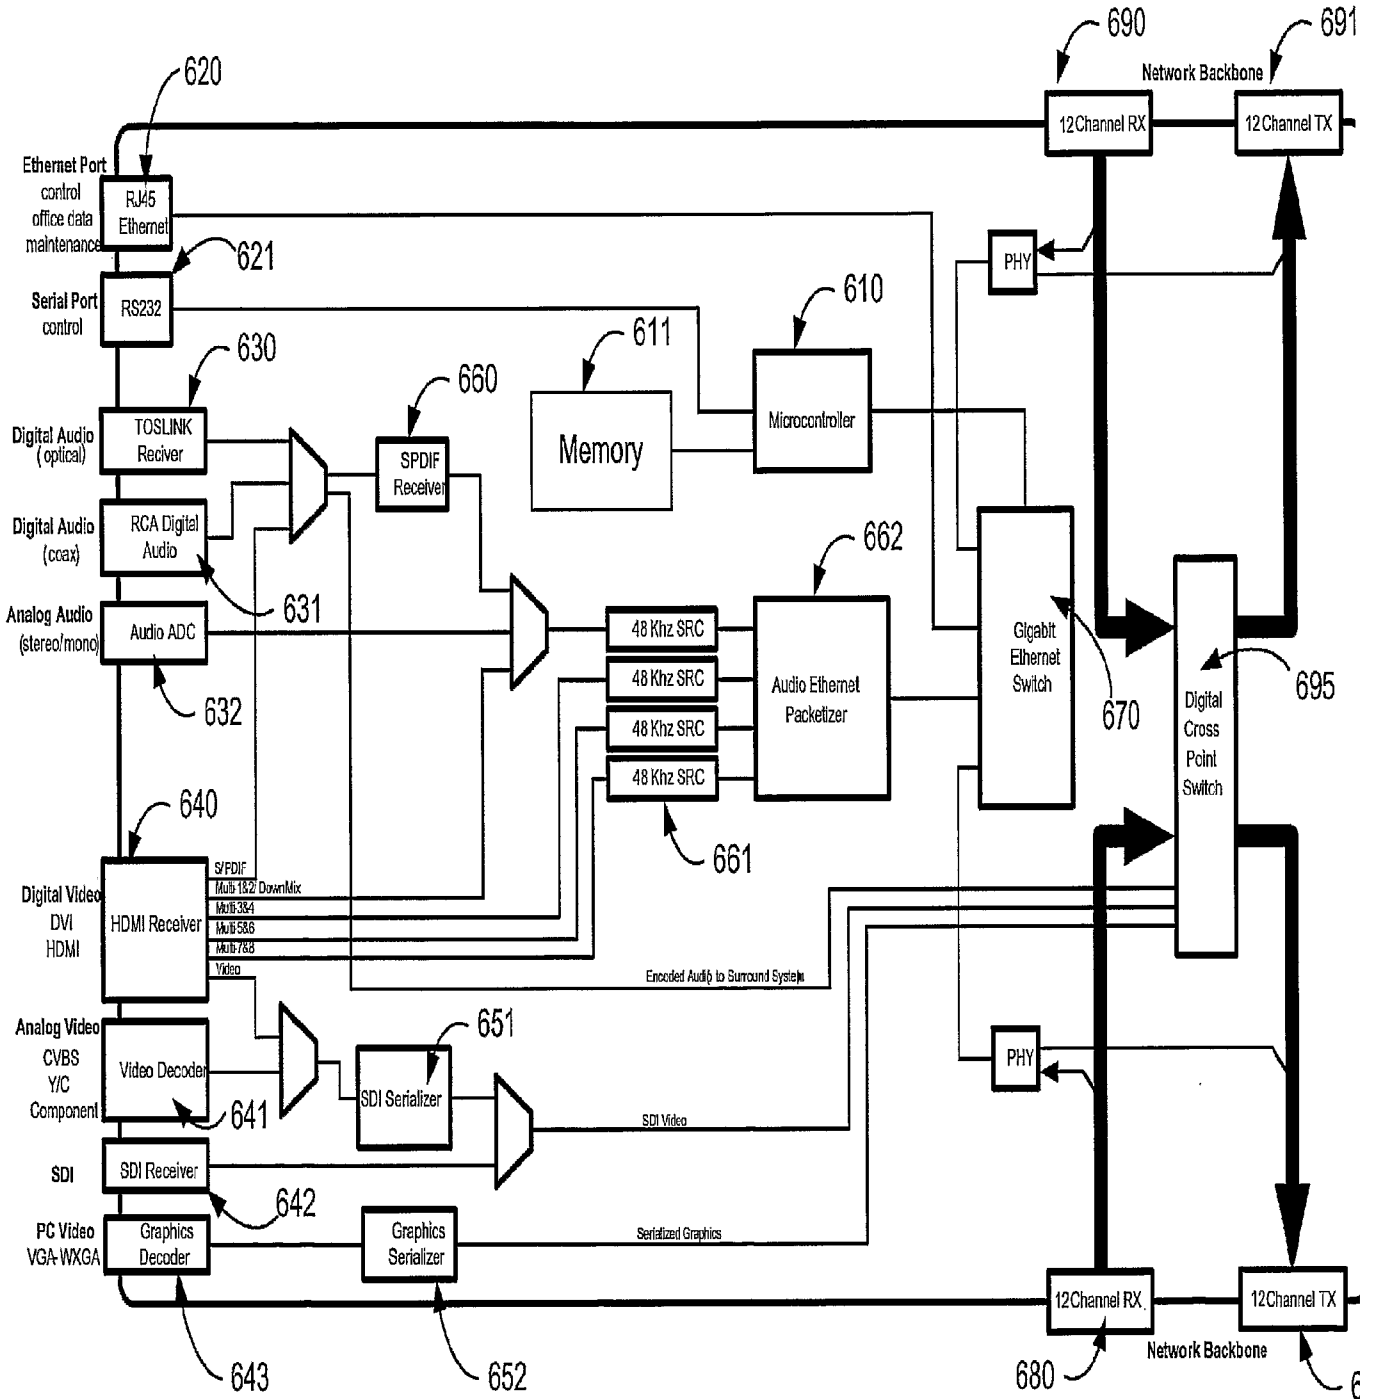 690
691
Network Backbone
620
12 Channel RX
12 Channel TX
Ethernet Port
control
office data
maintenance
RJ45
Ethernet
621
PHY
Serial Port
control
RS232
610
611
630
660
Microcontroller
Memory
Digital Audio
(optical)
TOSLINK
Reciver
SPDIF
Receiver
662
Digital Audio
(coax)
RCA Digital
Audio
631
Analog Audio
(stereo/mono)
Audio ADC
632
48 Khz SRC
48 Khz SRC
48 Khz SRC
48 Khz SRC
661
Audio Ethernet
Packetizer
Gigabit
Ethernet
Switch
670
695
Digital
Cross
Point
Switch
640
Digital Video
DVI
HDMI
HDMI Receiver
S/PDIF
Multi-1&2/ DownMix
Multi-3&4
Multi-5&6
Multi-7&8
Video
Encoded Audio to Surround System
Analog Video
CVBS
Y/C
Component
Video Decoder
641
651
SDI Serializer
PHY
SDI Video
SDI
SDI Receiver
642
PC Video
VGA-WXGA
Graphics
Decoder
643
Graphics
Serializer
652
Serialized Graphics
12 Channel RX
12 Channel TX
680
Network Backbone